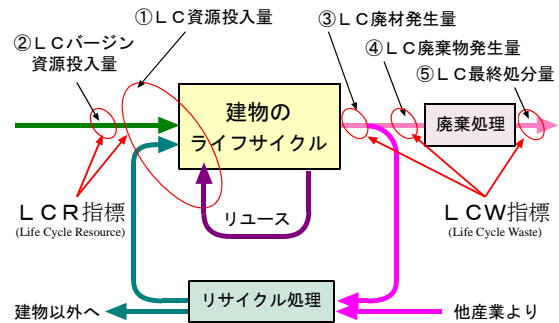 ①ＬＣ資源投入量
②ＬＣバージン
資源投入量
③ＬＣ廃材発生量
④ＬＣ廃棄物発生量
⑤ＬＣ最終処分量
建物の
ライフサイクル
廃棄処理
ＬＣＲ指標
(Life Cycle Resource)
リユース
ＬＣＷ指標
(Life Cycle Waste)
リサイクル処理
建物以外へ
他産業より